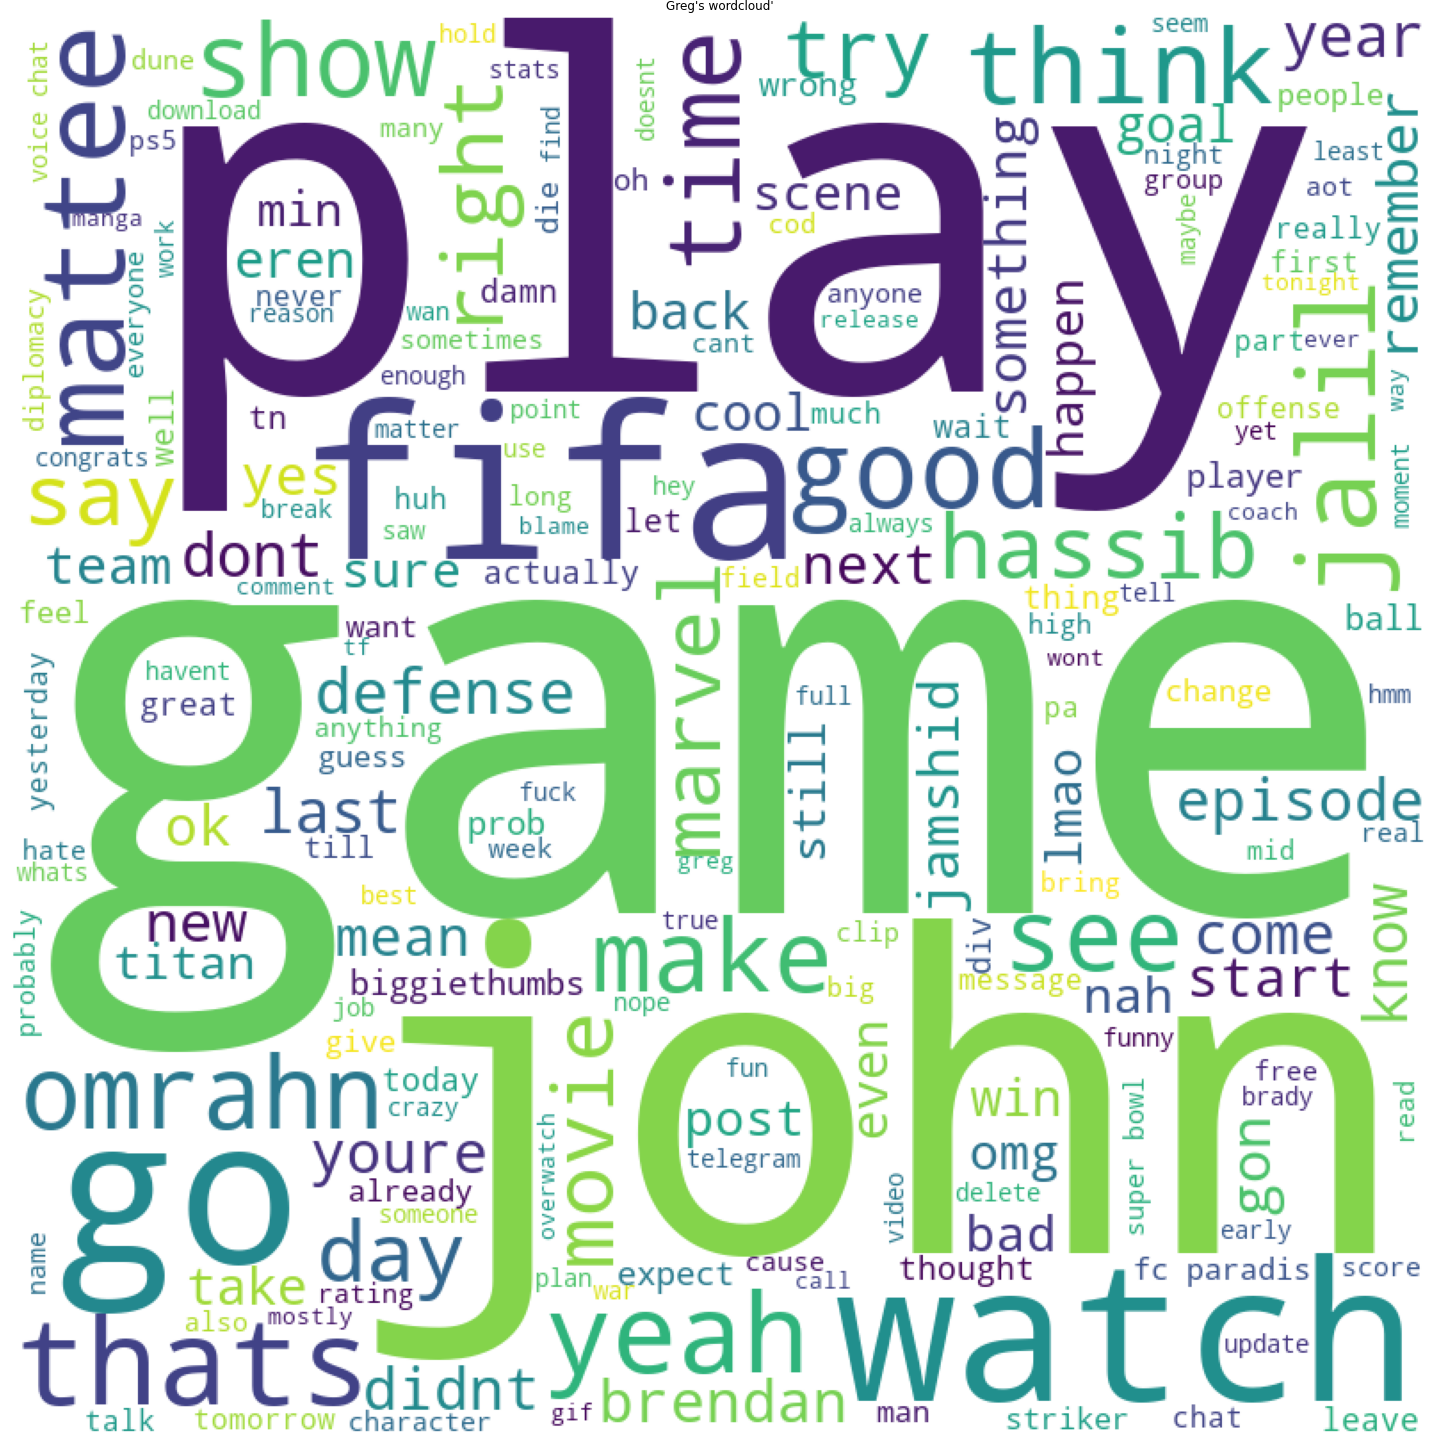 Greg's wordcloud'
play
game
john
fifa
watch
go
mattee
show
hold
stats
time
try
think
seem
year
voice chat
dune
download
ps5
many
right
die
find
doesnt
oh
wrong
goal
people
night
group
least
aot
remember
manga
work
min
eren
never
reason
wan
damn
sometimes
enough
scene
cod
something
anyone
release
back
cant
maybe
really
first
tonight
happen
part
ever
jalil
way
diplomacy
everyone
well
congrats
say
tn
yes
break
matter
point
use
huh
saw
long
blame
hey
let
cool
much
good
wait
always
offense
yet
player
coach
moment
team
dont
comment
sure
actually
field
next
hassib
thing
tell
high
wont
ball
feel
want
tf
havent
great
defense
anything
guess
marvel
full
still
jamshid
pa
change
hmm
yesterday
ok
last
till
fuck
prob
week
greg
lmao
episode
real
mid
bring
hate
whats
best
true
new
titan
mean
biggiethumbs
make
clip
see
div
come
start
know
probably
job
nope
big
message
nah
give
movie
even
funny
omrahn
today
crazy
fun
post
telegram
win
omg
free
brady
read
youre
already
someone
overwatch
video
delete
bad
super bowl
gon
early
name
day
take
rating
also
mostly
plan
war
expect
cause
call
thought
fc paradis
score
thats
didnt
yeah
brendan
update
talk
tomorrow
character
gif
man
striker
chat
leave